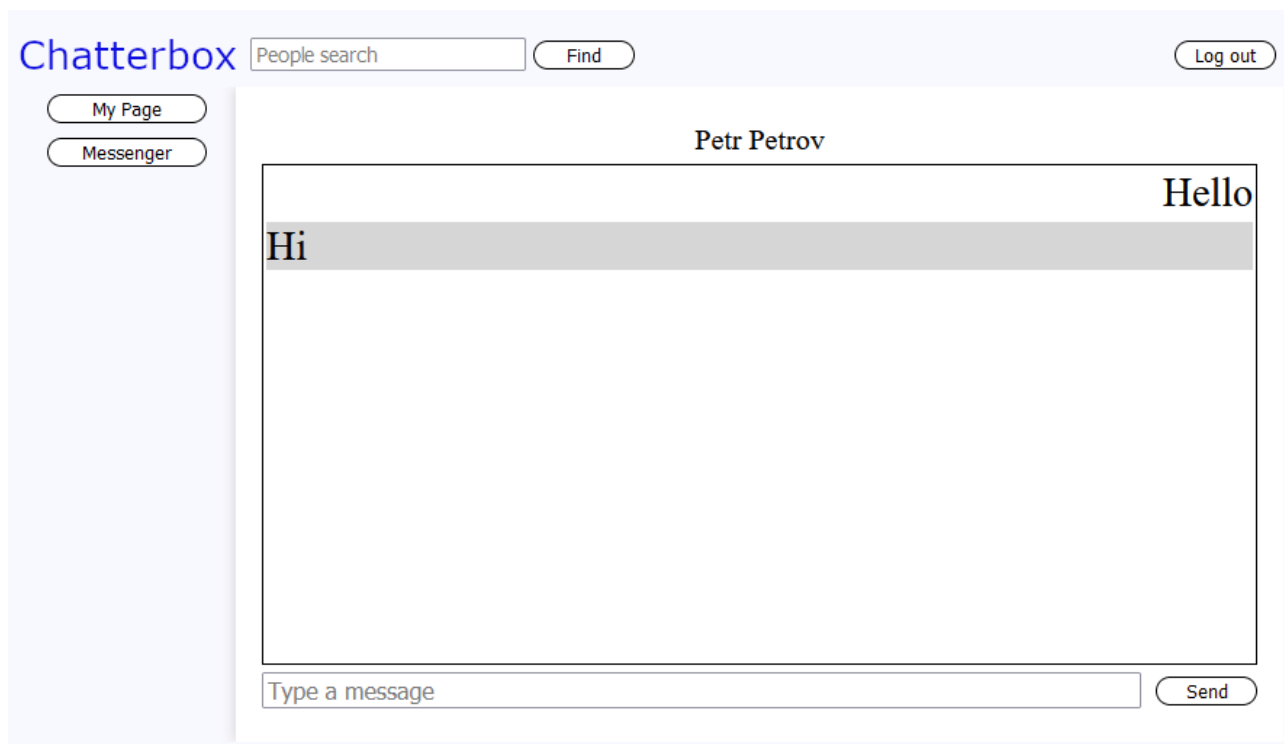 Chatterbox People search Find Log out
My Page
Messenger
Petr Petrov
Hello
Hi
Type a message Send